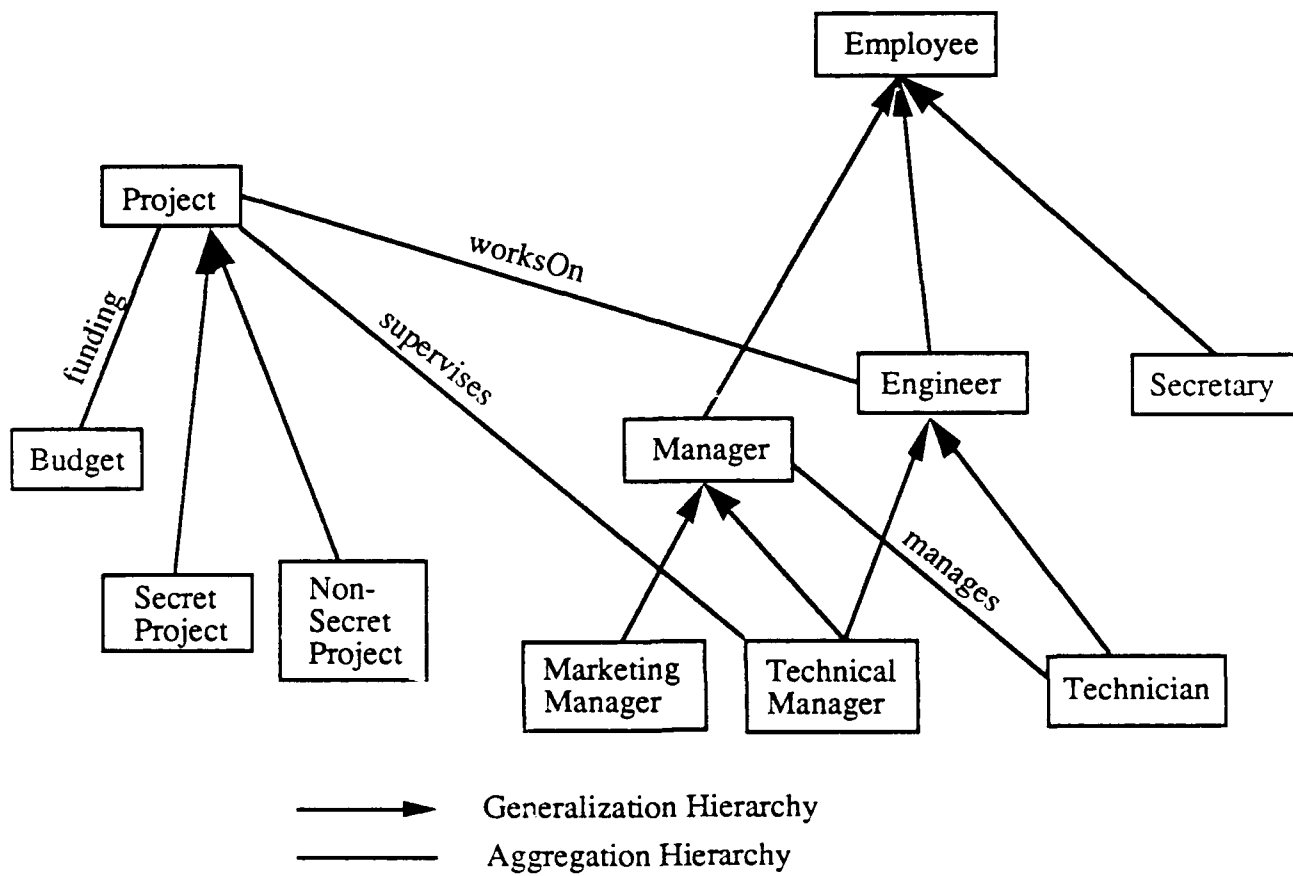 Employee
Project
worksOn
funding
supervises
Engineer
Secretary
Budget
Manager
manages
Secret
Project
Non-
Secret
Project
Marketing
Manager
Technical
Manager
Technician
Generalization Hierarchy
Aggregation Hierarchy